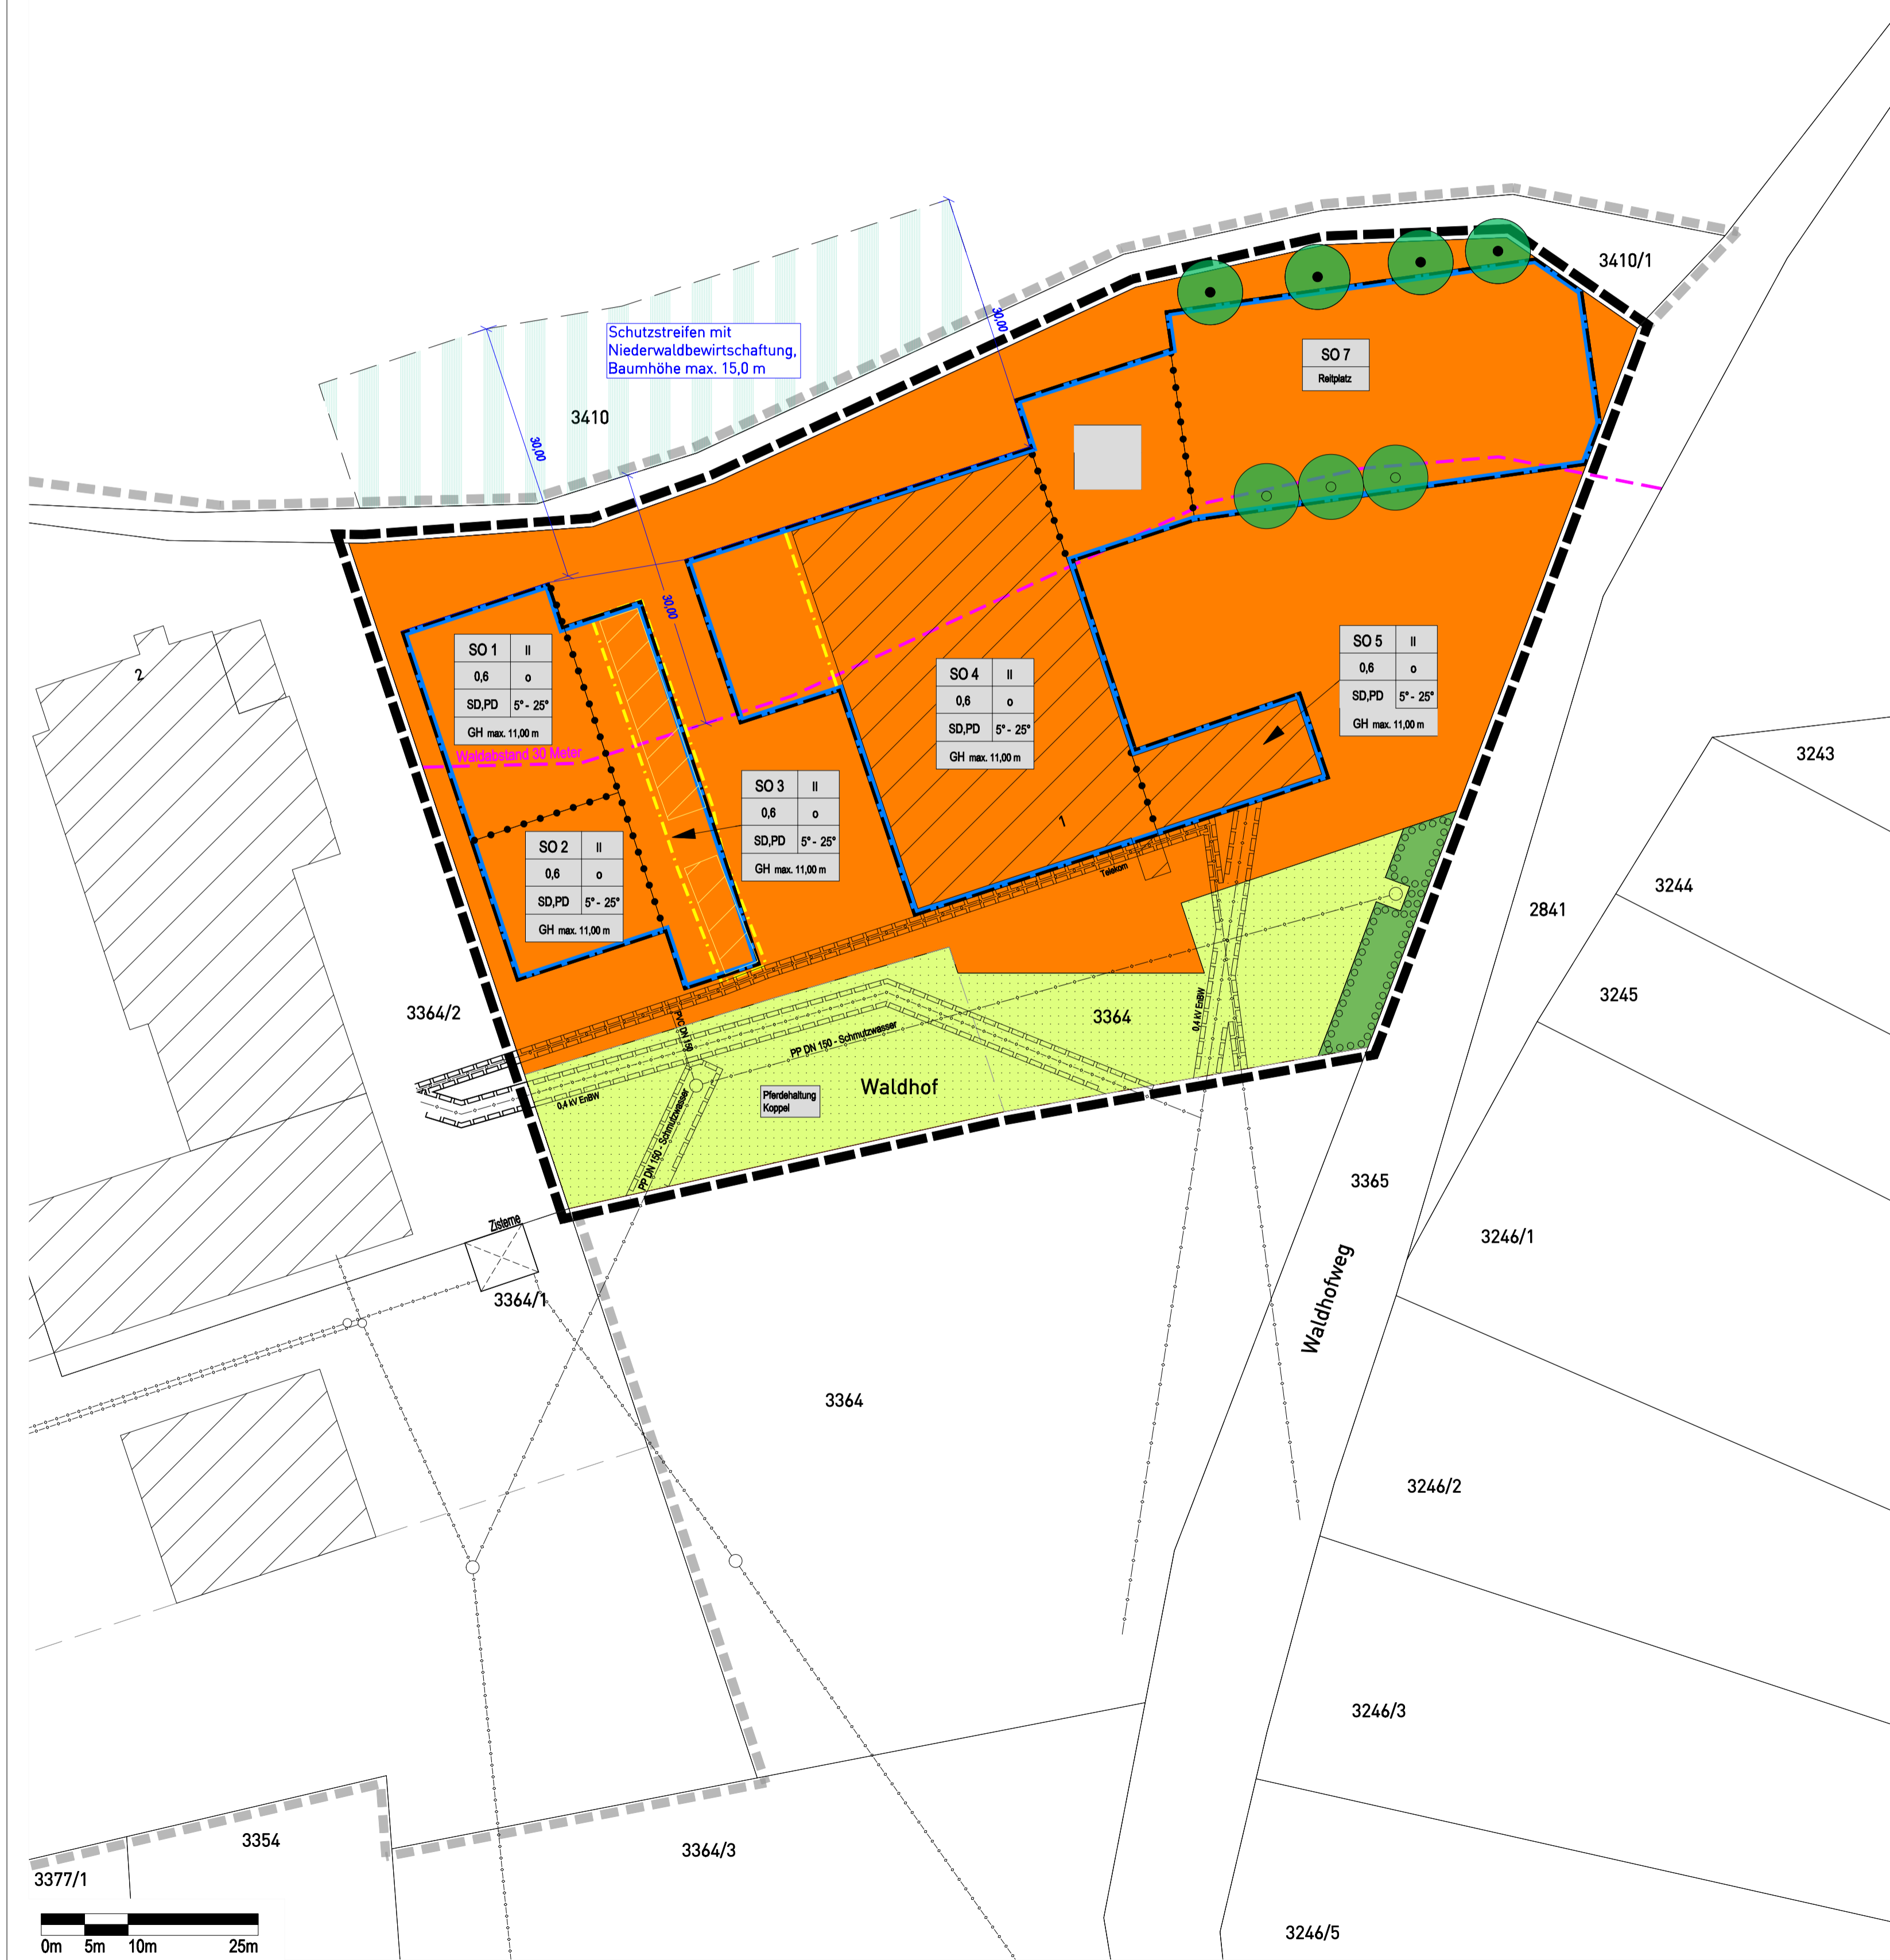 3410/1
Schutzstreifen mit
Niederwaldbewirtschaftung,
Baumhöhe max. 15,0 m
30,00
SO 7
Reitplatz
3410
30,00
30,00
2
SO 1 II
0,6 o
SD,PD 5°- 25°
GH max. 11,00 m
Waldabstand 30 Meter
SO 4 II
0,6 o
SD,PD 5°- 25°
GH max. 11,00 m
SO 5 II
0,6 o
SD,PD 5°- 25°
GH max. 11,00 m
SO 3 II
0,6 o
SD,PD 5°- 25°
GH max. 11,00 m
SO 2 II
0,6 o
SD,PD 5°- 25°
GH max. 11,00 m
1
Telekom
3243
3244
2841
3245
3364/2
PVC DN 150
3364
0,4 kV EnBW
PP DN 150 - Schmutzwasser
Waldhof
Pferdehaltung
Koppel
0,4 kV EnBW
PP DN 150 - Schmutzwasser
3365
Zisterne
3246/1
3364/1
Waldhofweg
3364
3246/2
3246/3
3354
3364/3
3377/1
3246/5
0m 5m 10m 25m